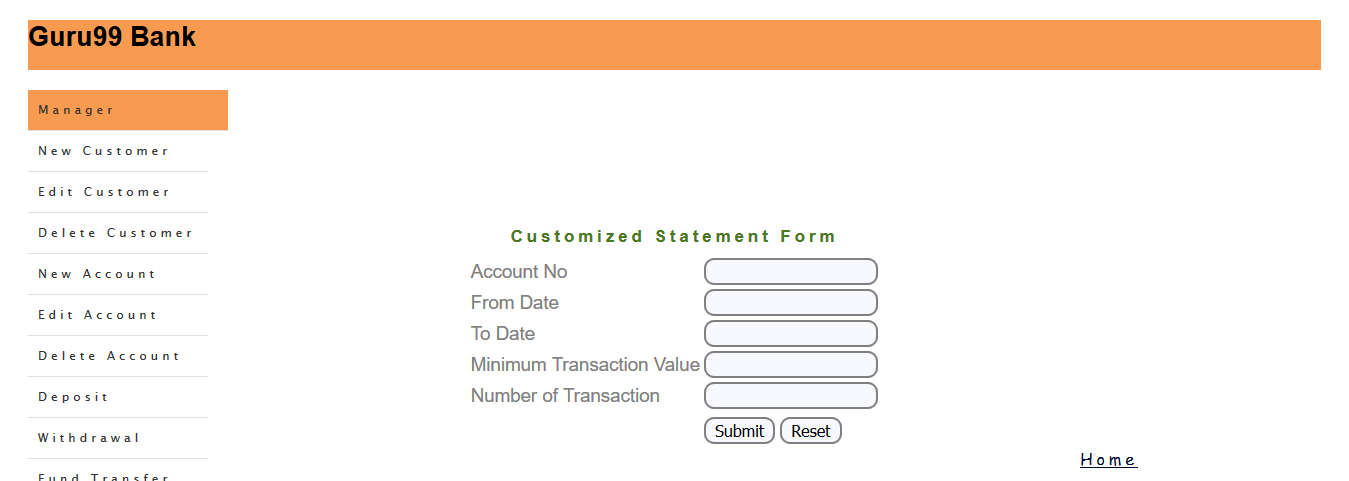 Guru99 Bank
Manager
New Customer
Edit Customer
Delete Customer
New Account
Edit Account
Delete Account
Deposit
Withdrawal
Fund Transfer
Customized Statement Form
Account No
From Date
To Date
Minimum Transaction Value
Number of Transaction
Submit Reset
Home